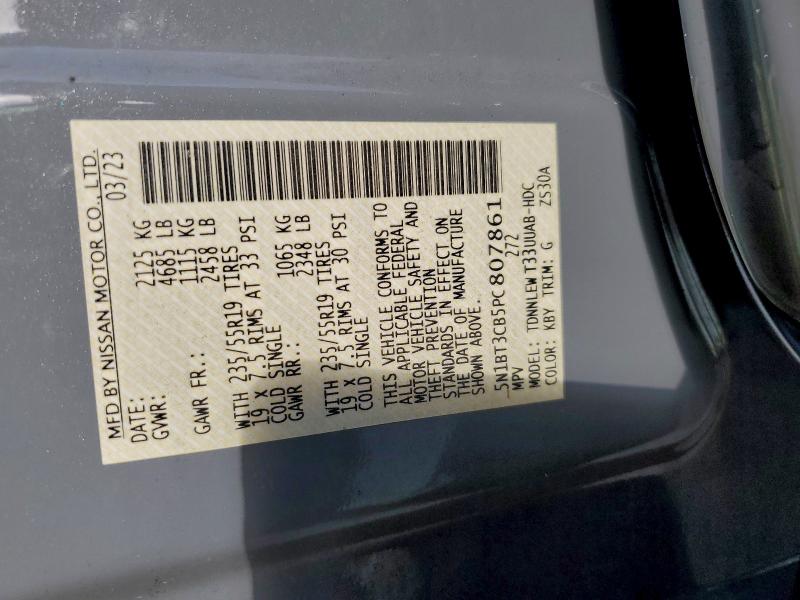 MFD BY NISSAN MOTOR CO., LTD.
DATE: 03/23
GVWR: 2125 KG
4685 LB
GAWR FR.: 1115 KG
2458 LB
WITH 235/55R19 TIRES
19 X 7.5 RIMS AT 33 PSI
COLD SINGLE
GAWR RR.: 1065 KG
2348 LB
WITH 235/55R19 TIRES
19 X 7.5 RIMS AT 30 PSI
COLD SINGLE
THIS VEHICLE CONFORMS TO
ALL APPLICABLE FEDERAL
MOTOR VEHICLE SAFETY AND
THEFT PREVENTION
STANDARDS IN EFFECT ON
THE DATE OF MANUFACTURE
SHOWN ABOVE.
5N1BT3CB5PC807861
MPV 272
MODEL: TDNNLEW T33UUAB-HDC
COLOR: KBY TRIM: G ZS30A